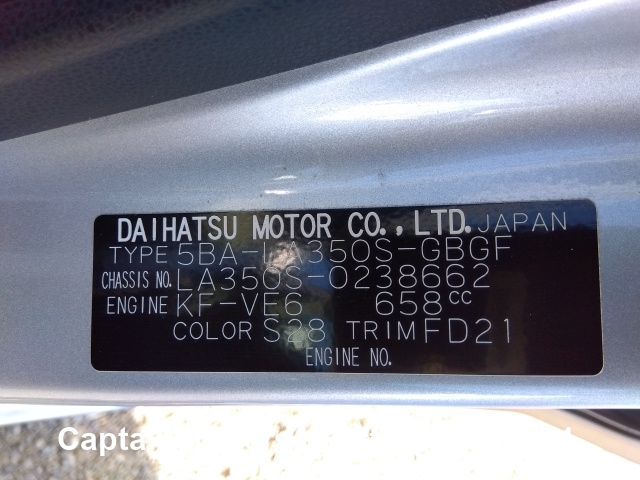 DAIHATSU MOTOR CO., LTD. JAPAN
TYPE 5BA-LA350S-GBGF
CHASSIS NO. LA350S-0238662
ENGINE KF-VE6 658cc
COLOR S28 TRIM FD21
ENGINE NO.